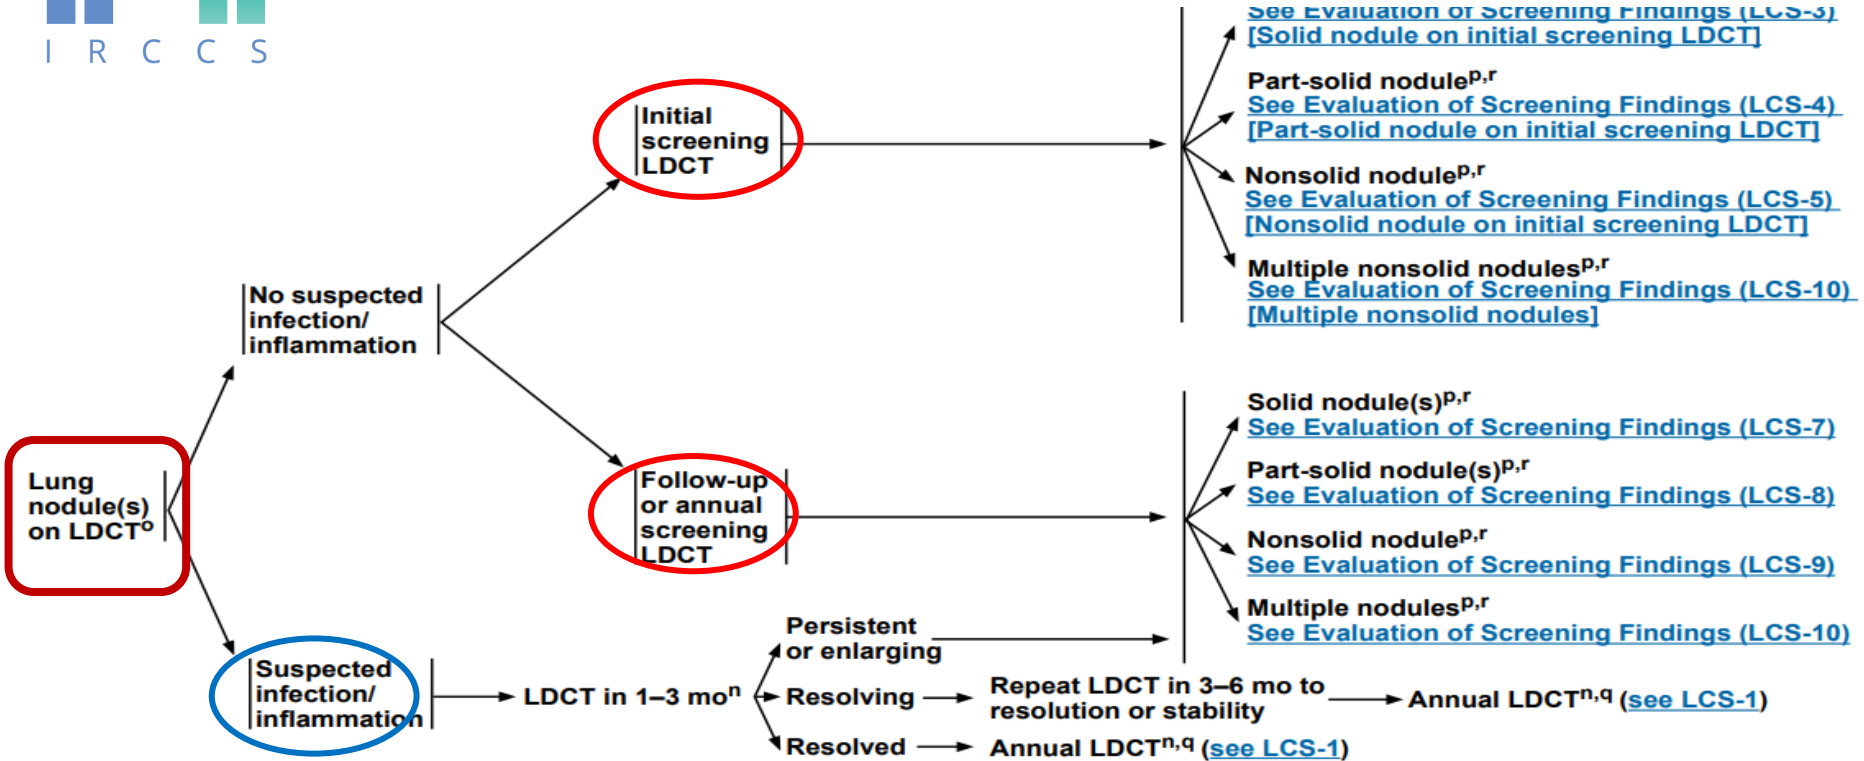 I R C C S
See Evaluation of Screening Findings (LCS-3)
[Solid nodule on initial screening LDCT]
Part-solid nodulep,r
See Evaluation of Screening Findings (LCS-4)
[Part-solid nodule on initial screening LDCT]
Nonsolid nodulep,r
See Evaluation of Screening Findings (LCS-5)
[Nonsolid nodule on initial screening LDCT]
Multiple nonsolid nodulesp,r
See Evaluation of Screening Findings (LCS-10)
[Multiple nonsolid nodules]
Initial
screening
LDCT
No suspected
infection/
inflammation
Lung
nodule(s)
on LDCTo
Follow-up
or annual
screening
LDCT
Solid nodule(s)p,r
See Evaluation of Screening Findings (LCS-7)
Part-solid nodule(s)p,r
See Evaluation of Screening Findings (LCS-8)
Nonsolid nodulep,r
See Evaluation of Screening Findings (LCS-9)
Multiple nodulesp,r
See Evaluation of Screening Findings (LCS-10)
Suspected
infection/
inflammation
LDCT in 1–3 mon
Persistent
or enlarging
Resolving
Repeat LDCT in 3–6 mo to
resolution or stability
Annual LDCTn,q (see LCS-1)
Resolved
Annual LDCTn,q (see LCS-1)